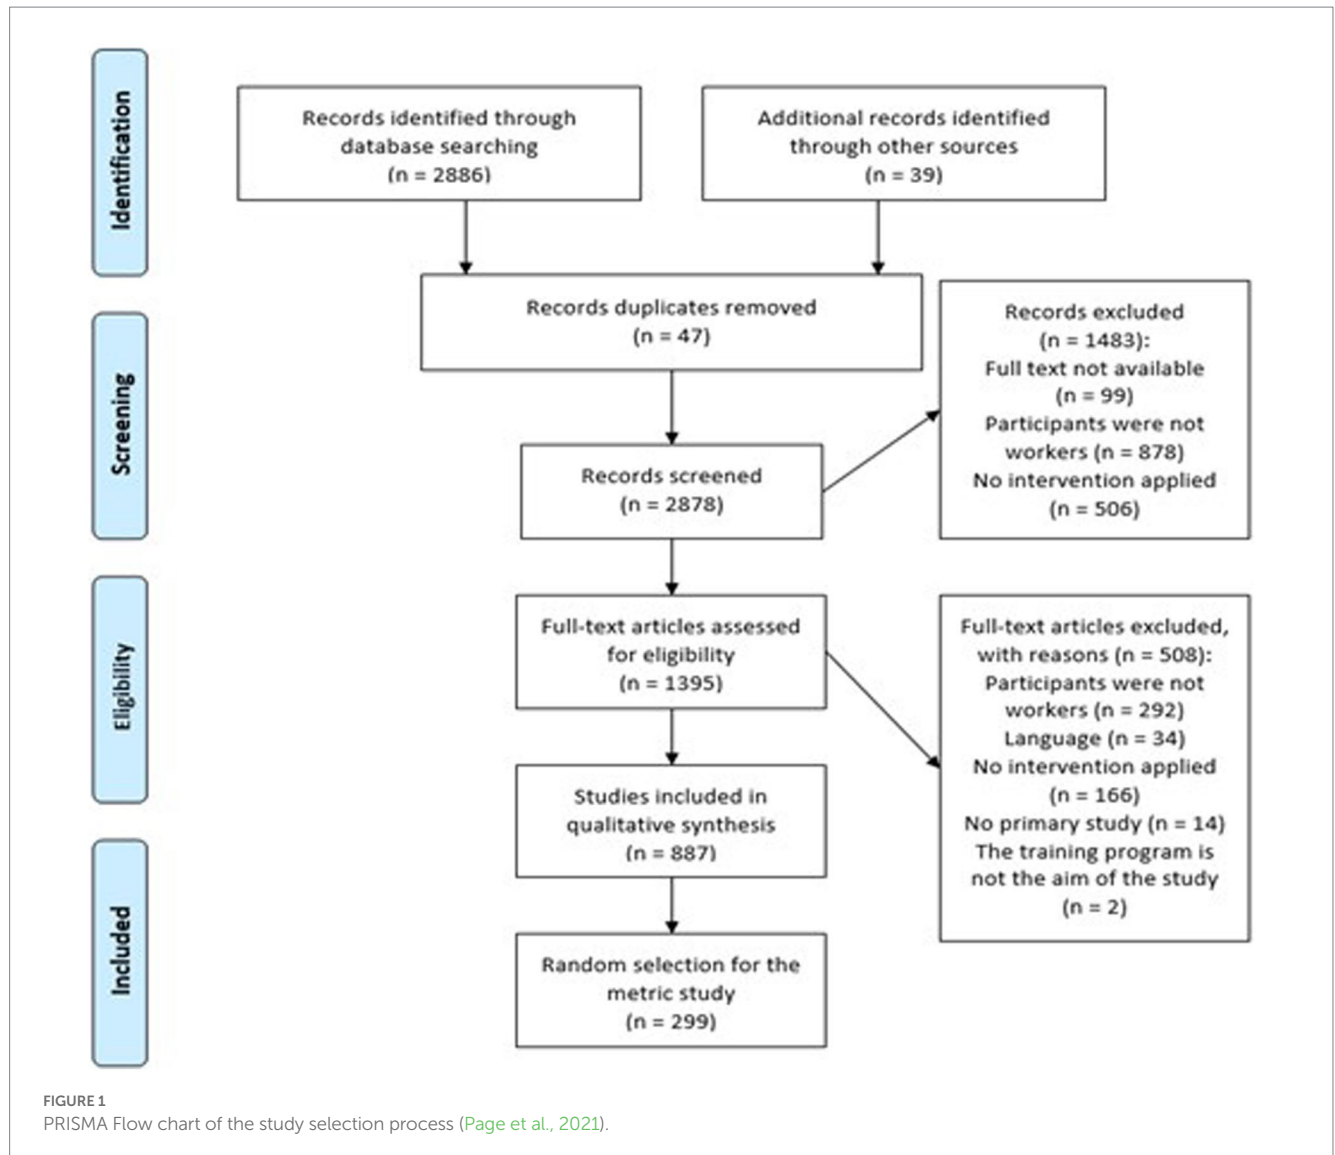 Identification
Records identified through
database searching
(n = 2886)
Additional records identified
through other sources
(n = 39)
Records duplicates removed
(n = 47)
Screening
Records screened
(n = 2878)
Records excluded
(n = 1483):
Full text not available
(n = 99)
Participants were not
workers (n = 878)
No intervention applied
(n = 506)
Eligibility
Full-text articles assessed
for eligibility
(n = 1395)
Full-text articles excluded,
with reasons (n = 508):
Participants were not
workers (n = 292)
Language (n = 34)
No intervention applied
(n = 166)
No primary study (n = 14)
The training program is
not the aim of the study
(n = 2)
Studies included in
qualitative synthesis
(n = 887)
Included
Random selection for the
metric study
(n = 299)
FIGURE 1
PRISMA Flow chart of the study selection process (Page et al., 2021).